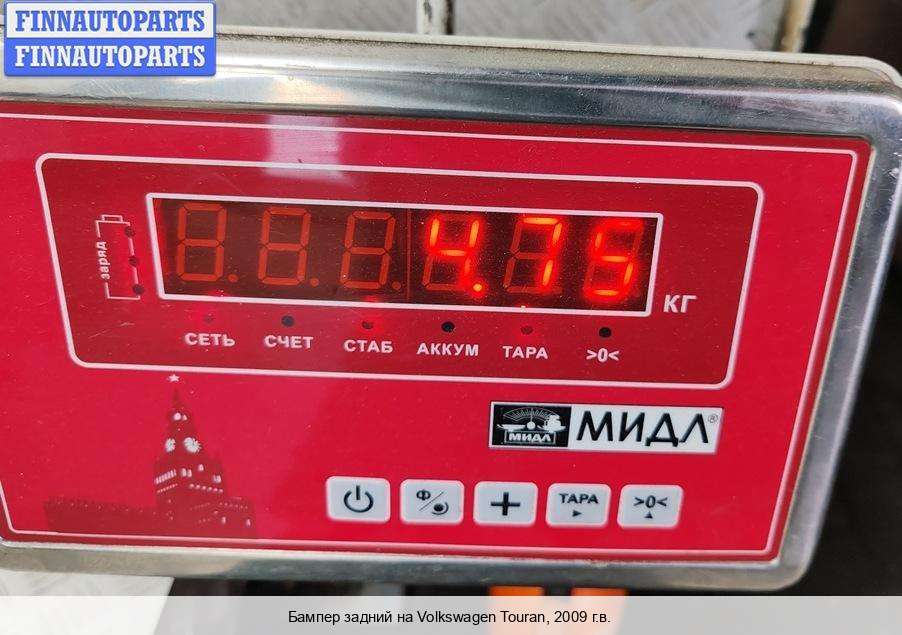 FINNAUTOPARTS
FINNAUTOPARTS
заряд
4.75
КГ
СЕТЬ СЧЕТ СТАБ АККУМ ТАРА >0<
МИДЛ МИДЛ®
Ф + ТАРА >0<
Бампер задний на Volkswagen Touran, 2009 г.в.